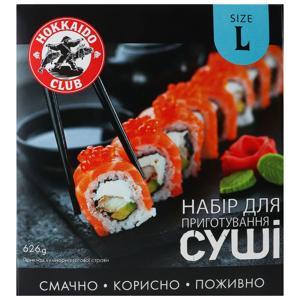 HOKKAIDO
CLUB
SIZE
L
НАБІР ДЛЯ
ПРИГОТУВАННЯ
СУШІ
626g
СМАЧНО • КОРИСНО • ПОЖИВНО